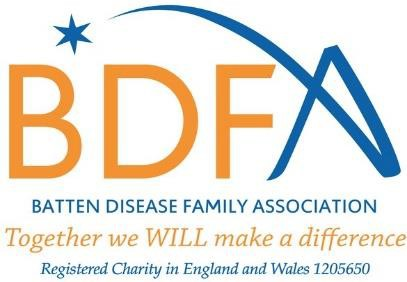 BDFA
BATTEN DISEASE FAMILY ASSOCIATION
Together we WILL make a difference
Registered Charity in England and Wales 1205650